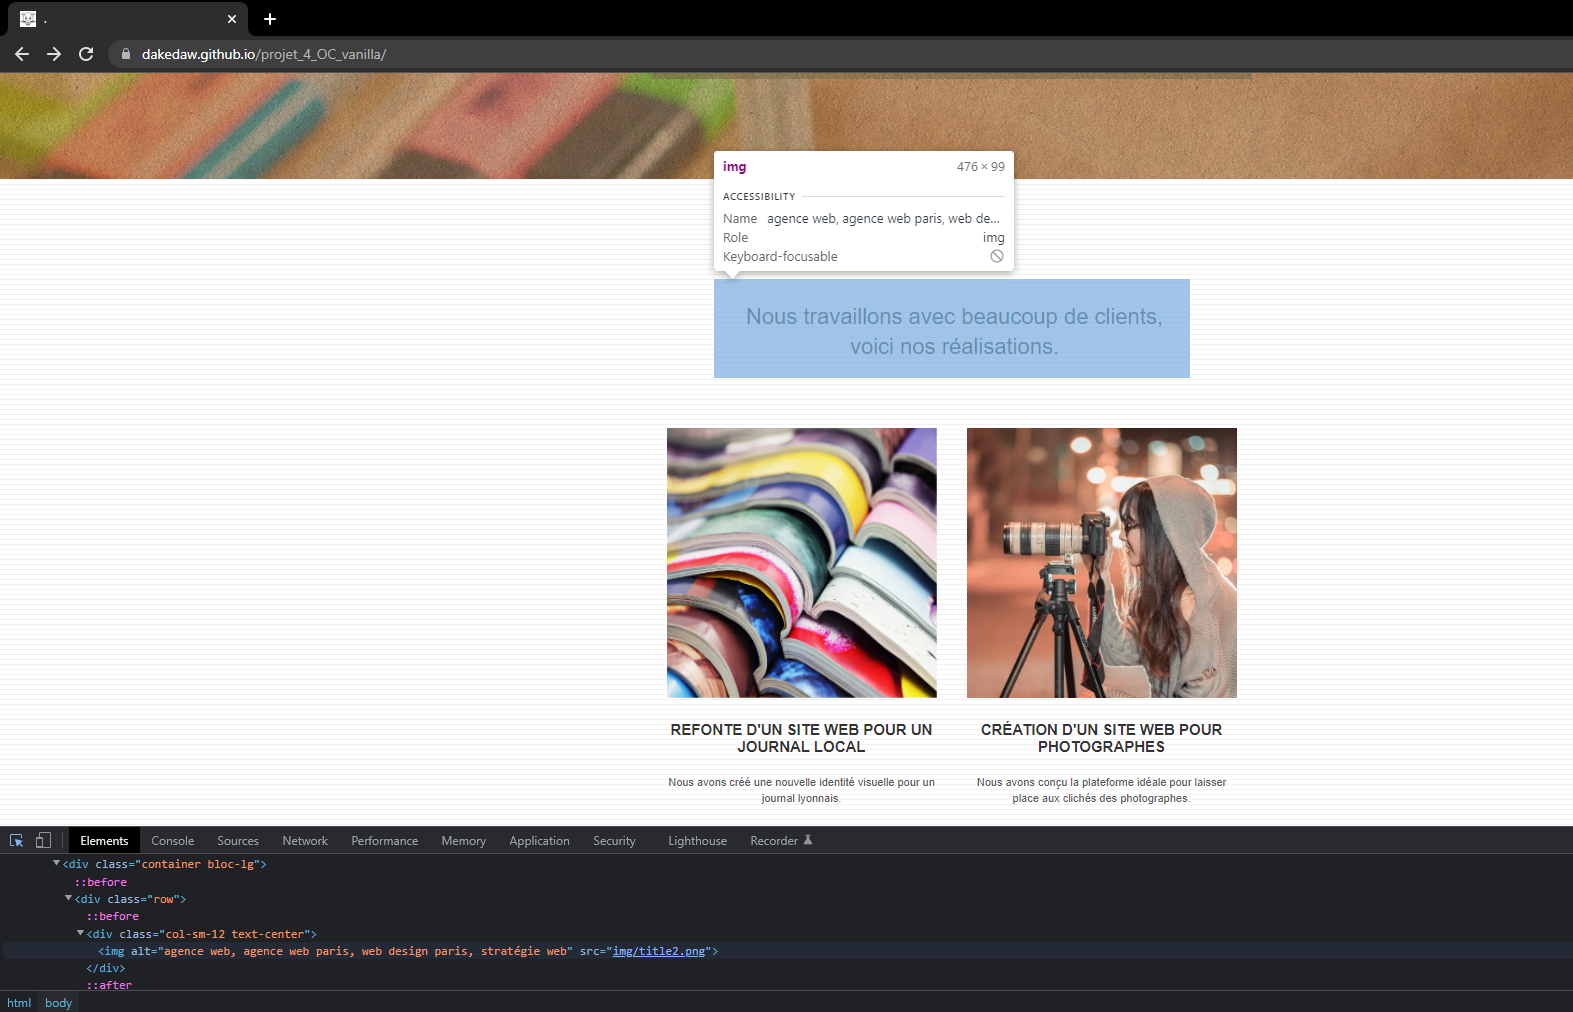 .
dakedaw.github.io/projet_4_OC_vanilla/
img 476 × 99
ACCESSIBILITY
Name agence web, agence web paris, web de...
Role img
Keyboard-focusable
Nous travaillons avec beaucoup de clients,
voici nos réalisations.
REFONTE D'UN SITE WEB POUR UN
JOURNAL LOCAL
Nous avons créé une nouvelle identité visuelle pour un
journal lyonnais.
CRÉATION D'UN SITE WEB POUR
PHOTOGRAPHES
Nous avons conçu la plateforme idéale pour laisser
place aux clichés des photographes.
Elements Console Sources Network Performance Memory Application Security Lighthouse Recorder
<div class="container bloc-lg">
::before
<div class="row">
::before
<div class="col-sm-12 text-center">
<img alt="agence web, agence web paris, web design paris, stratégie web" src="img/title2.png">
</div>
::after
html body